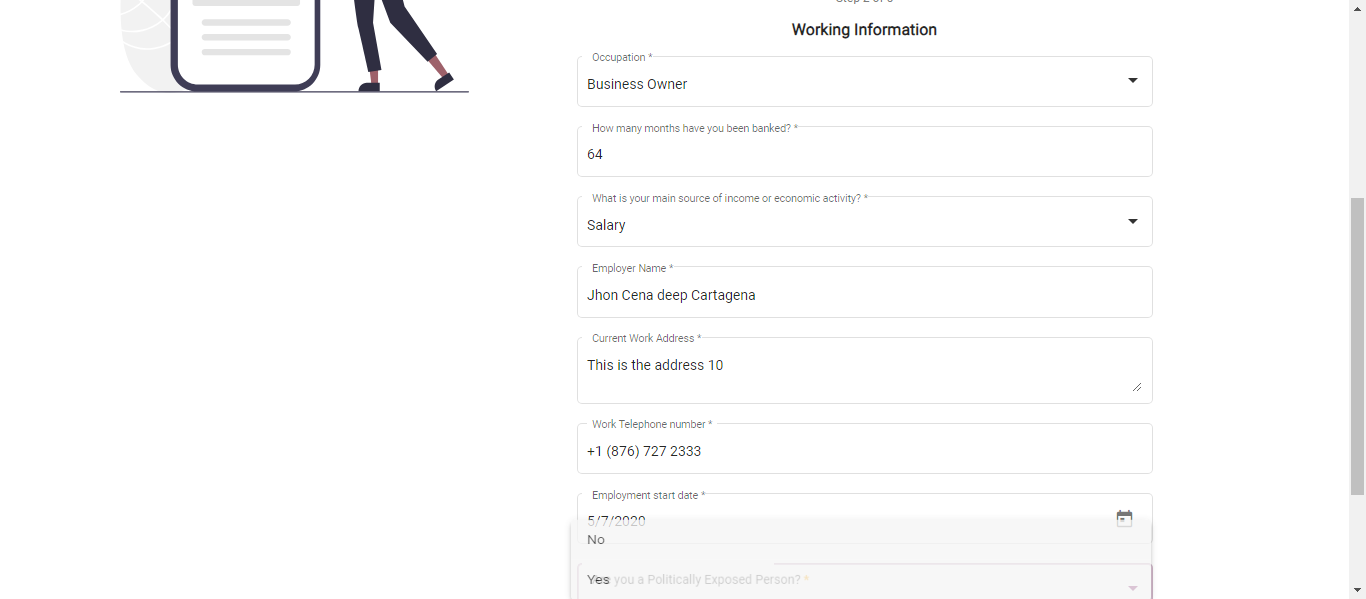 Step 2 of 6
Working Information
Occupation *
Business Owner
How many months have you been banked? *
64
What is your main source of income or economic activity? *
Salary
Employer Name *
Jhon Cena deep Cartagena
Current Work Address *
This is the address 10
Work Telephone number *
+1 (876) 727 2333
Employment start date *
5/7/2020
No
Yes
you a Politically Exposed Person? *